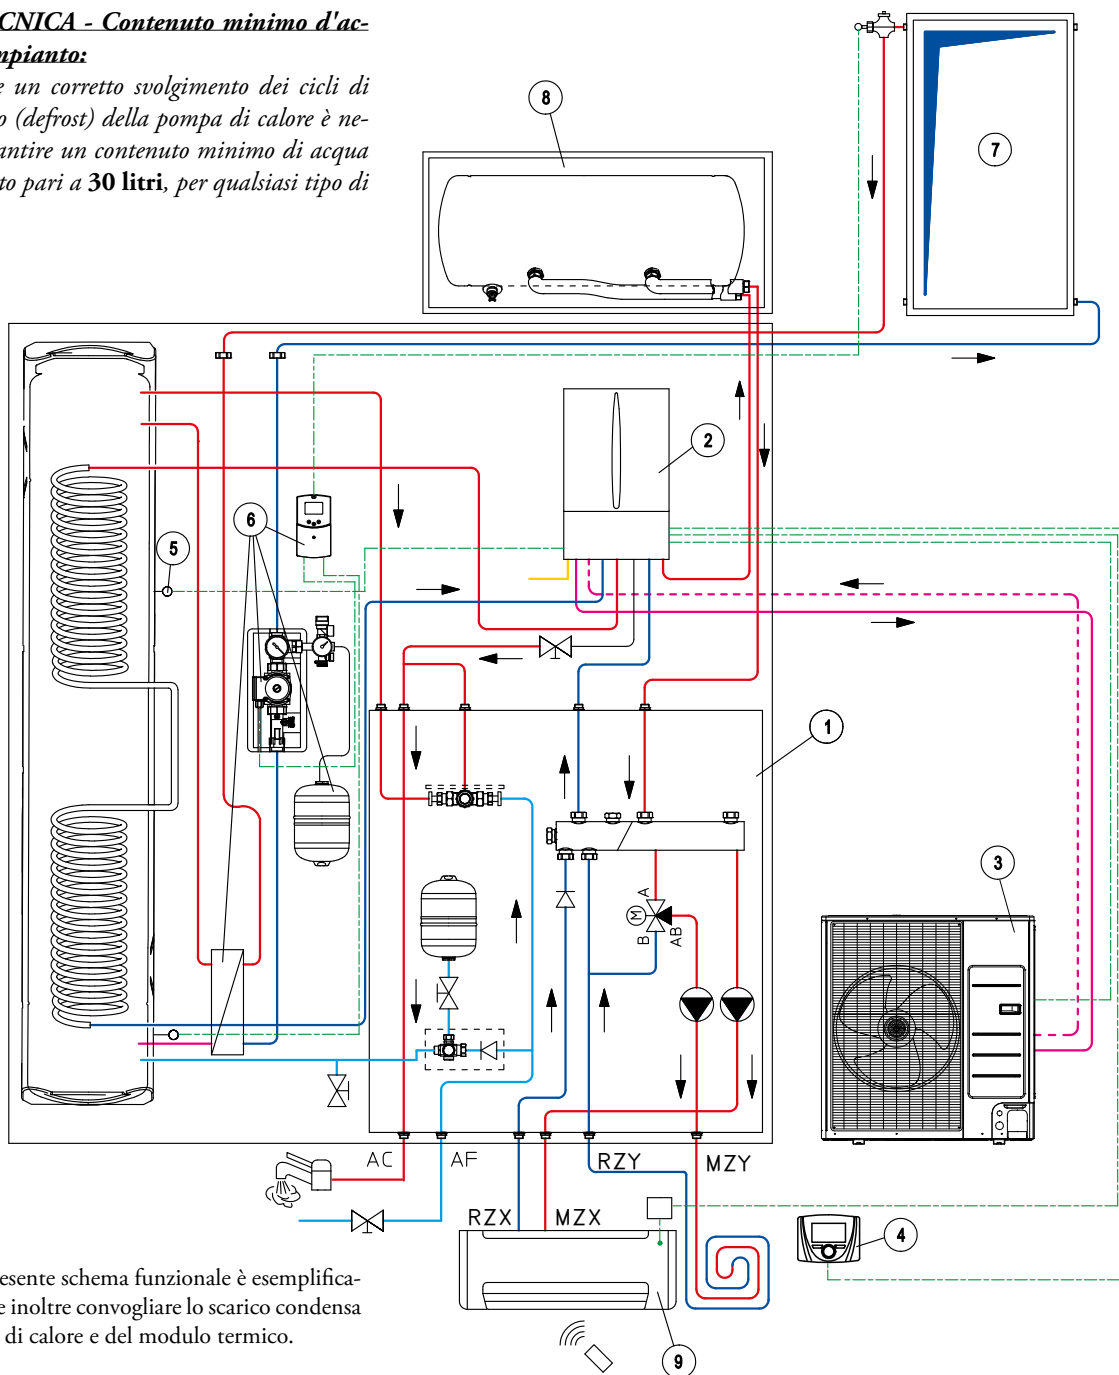 CNICA - Contenuto minimo d'ac-
npianto:
e un corretto svolgimento dei cicli di
o (defrost) della pompa di calore è ne-
antire un contenuto minimo di acqua
to pari a 30 litri, per qualsiasi tipo di
8
7
2
6
5
1
3
A
M
B
AB
AC
AF
RZY
MZY
RZX
MZX
4
9
esente schema funzionale è esemplifica-
e inoltre convogliare lo scarico condensa
di calore e del modulo termico.